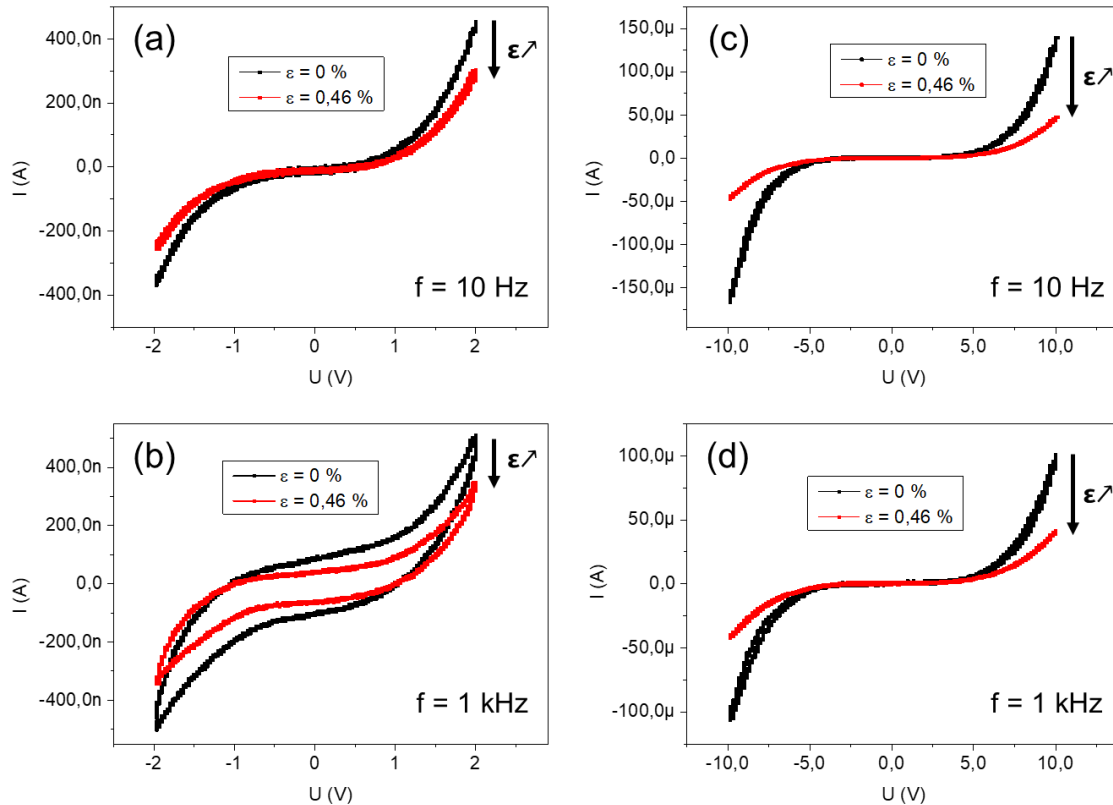 (a)
ε = 0 %
ε = 0,46 %
ε↗
400,0n
200,0n
0,0
-200,0n
-400,0n
I (A)
f = 10 Hz
-2
-1
0
1
2
U (V)
(c)
ε = 0 %
ε = 0,46 %
ε↗
150,0µ
100,0µ
50,0µ
0,0
-50,0µ
-100,0µ
-150,0µ
I (A)
f = 10 Hz
-10,0
-5,0
0,0
5,0
10,0
U (V)
(b)
ε = 0 %
ε = 0,46 %
ε↗
400,0n
200,0n
0,0
-200,0n
-400,0n
I (A)
f = 1 kHz
-2
-1
0
1
2
U (V)
(d)
ε = 0 %
ε = 0,46 %
ε↗
100,0µ
50,0µ
0,0
-50,0µ
-100,0µ
I (A)
f = 1 kHz
-10,0
-5,0
0,0
5,0
10,0
U (V)